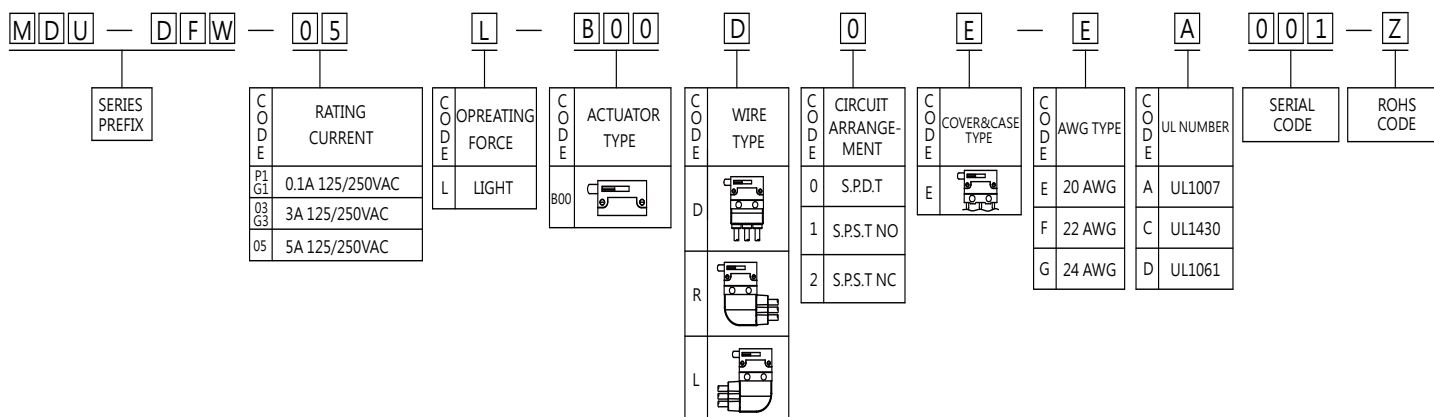 MDU — DFW — 05 L — B00 D 0 E — E A 001 — Z
SERIES
PREFIX
CODE
RATING
CURRENT
P1
G1
0.1A 125/250VAC
03
G3
3A 125/250VAC
05
5A 125/250VAC
CODE
OPREATING
FORCE
L
LIGHT
CODE
ACTUATOR
TYPE
B00
CODE
WIRE
TYPE
D
R
L
CODE
CIRCUIT
ARRANGE-
MENT
0
S.P.D.T
1
S.P.S.T NO
2
S.P.S.T NC
CODE
COVER&CASE
TYPE
E
CODE
AWG TYPE
E
20 AWG
F
22 AWG
G
24 AWG
CODE
UL NUMBER
A
UL1007
C
UL1430
D
UL1061
SERIAL
CODE
ROHS
CODE